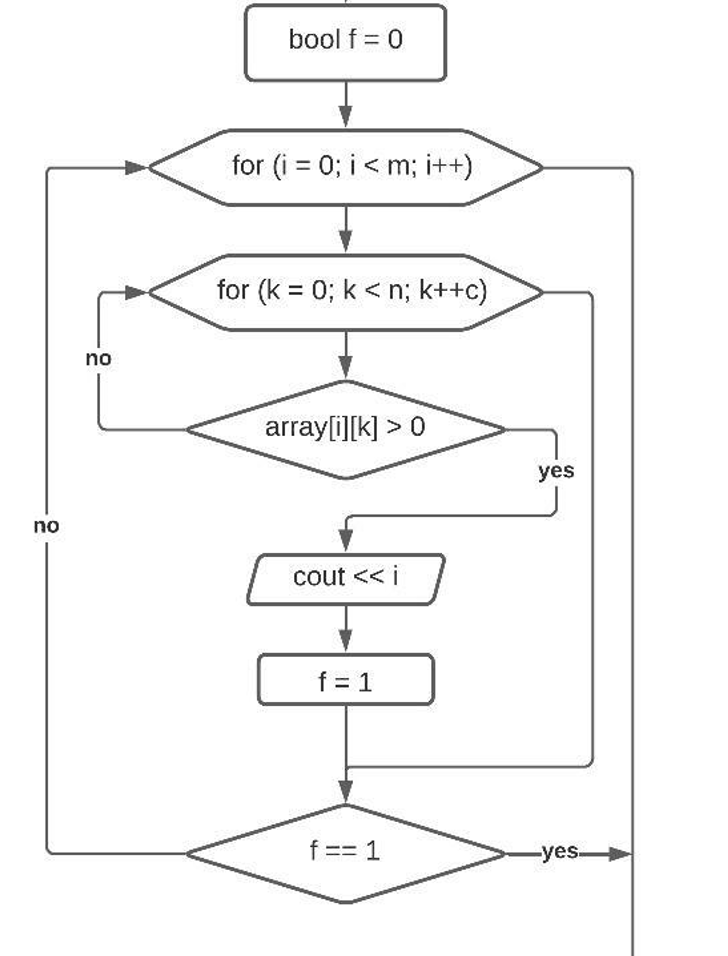 bool f = 0
for (i = 0; i < m; i++)
for (k = 0; k < n; k++c)
no
array[i][k] > 0
yes
no
cout << i
f = 1
f == 1
yes